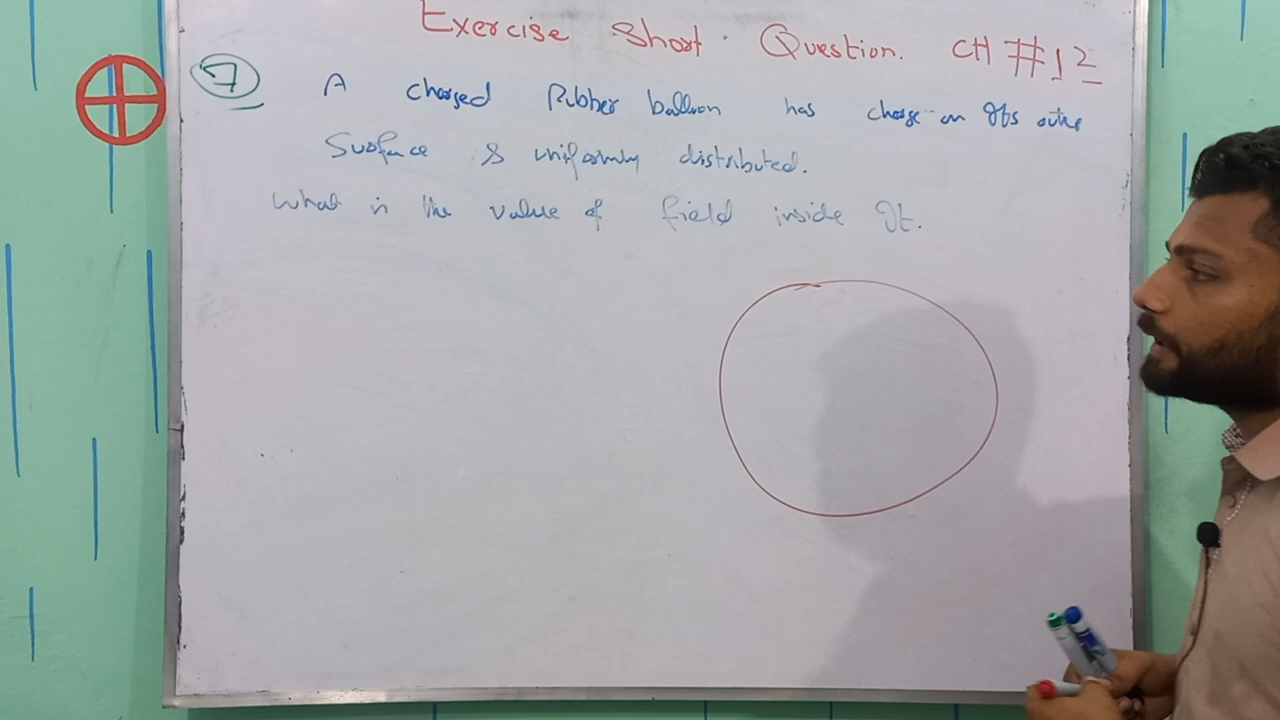 Exercise Short Question. CH #12
7 A charged Rubber balloon has charge on Its outer
Surface & uniformly distributed.
What is the value of field inside It.